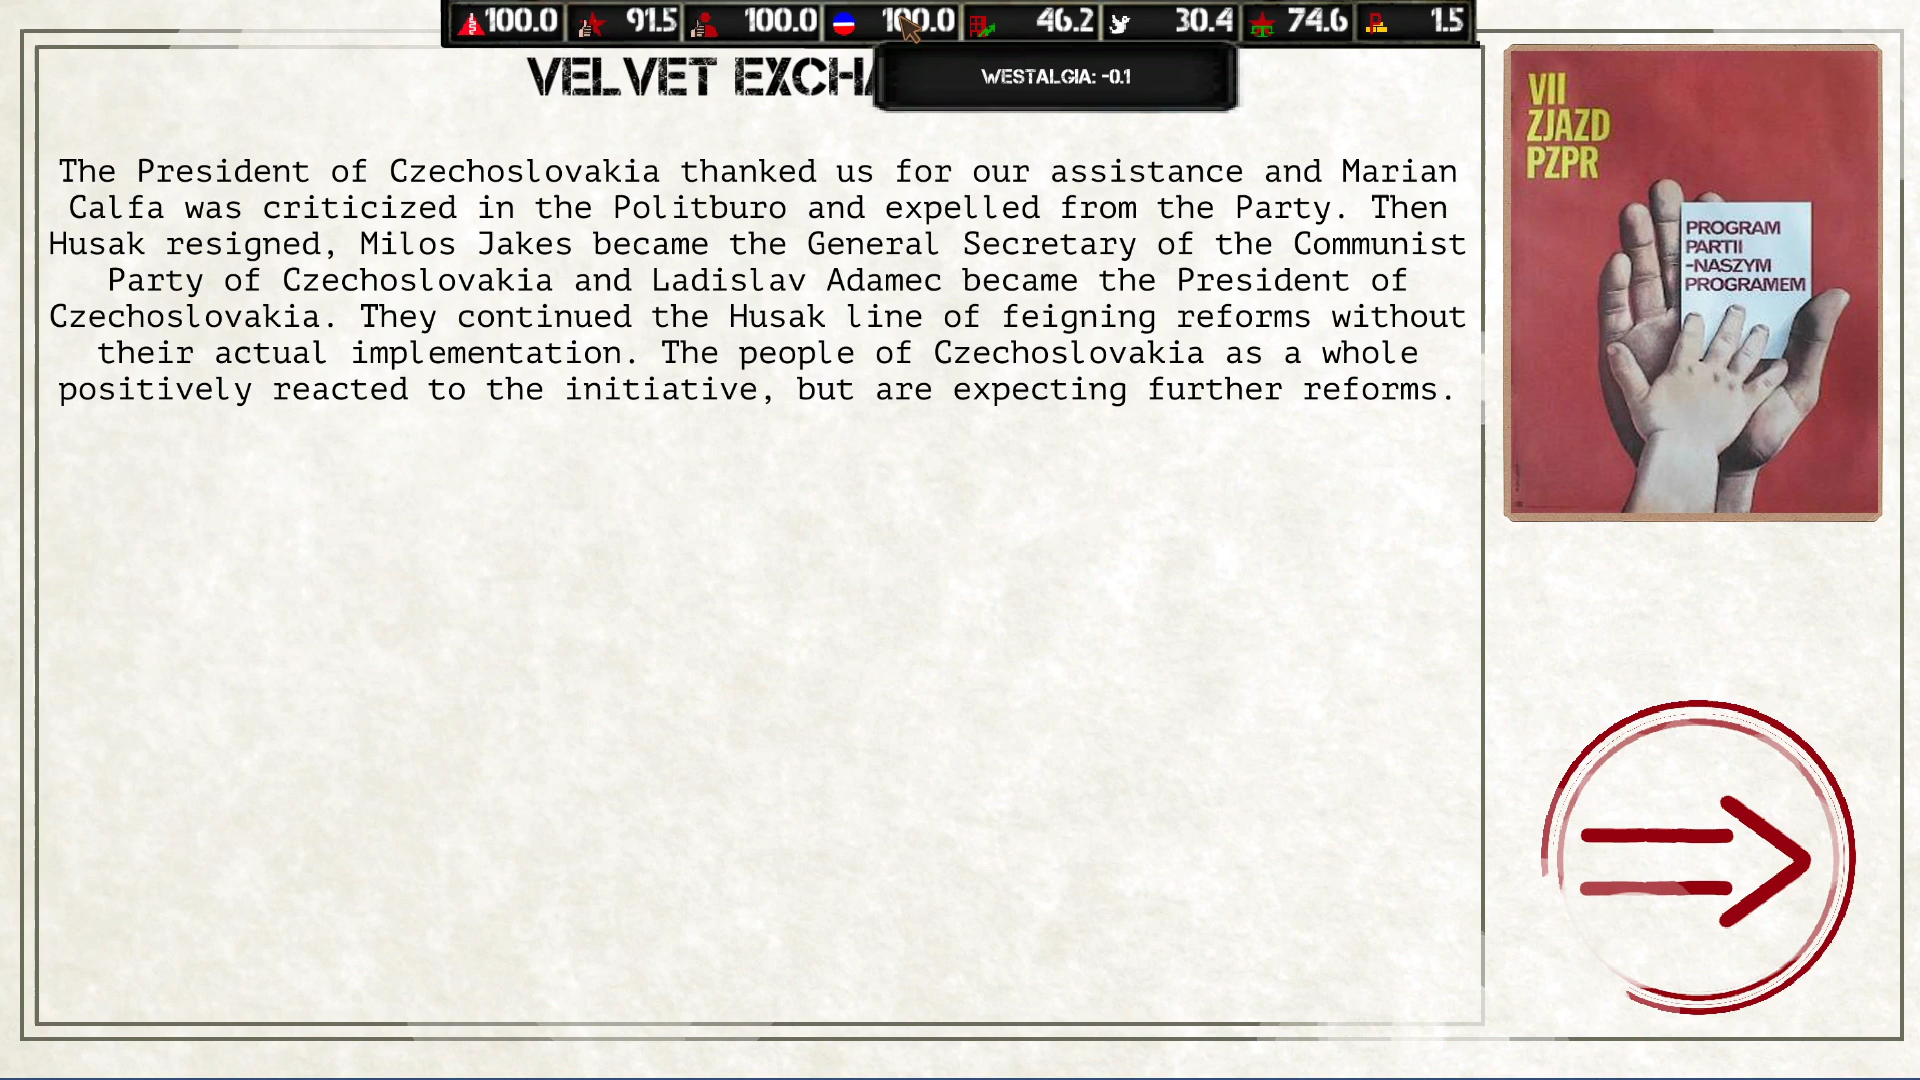 100.0 91.5 100.0 100.0 46.2 30.4 74.6 1.5
WESTALGIA: -0.1
VELVET
The President of Czechoslovakia thanked us for our assistance and Marian
Calfa was criticized in the Politburo and expelled from the Party. Then
Husak resigned, Milos Jakes became the General Secretary of the Communist
Party of Czechoslovakia and Ladislav Adamec became the President of
Czechoslovakia. They continued the Husak line of feigning reforms without
their actual implementation. The people of Czechoslovakia as a whole
positively reacted to the initiative, but are expecting further reforms.
VII
ZJAZD
PZPR
PROGRAM
PARTII
-NASZYM
PROGRAMEM